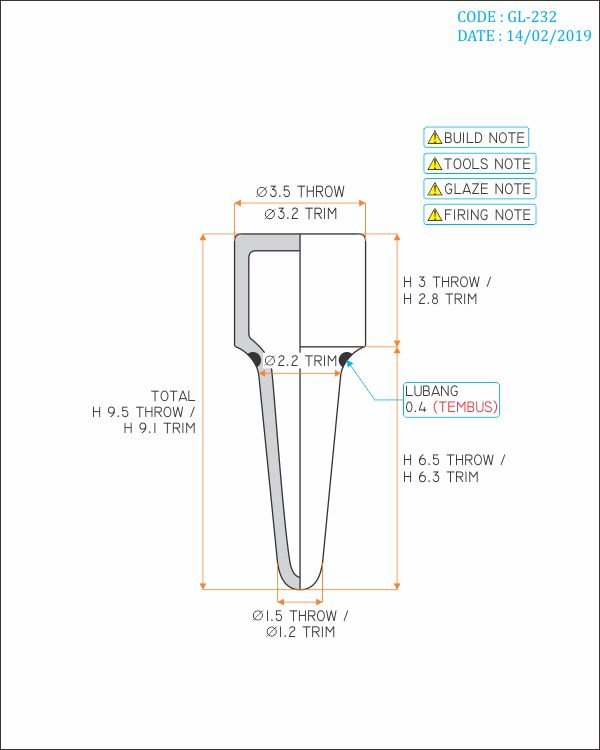 CODE : GL-232
DATE : 14/02/2019
BUILD NOTE
TOOLS NOTE
GLAZE NOTE
FIRING NOTE
Ø3.5 THROW
Ø3.2 TRIM
H 3 THROW /
H 2.8 TRIM
Ø2.2 TRIM
LUBANG
0.4 (TEMBUS)
TOTAL
H 9.5 THROW /
H 9.1 TRIM
H 6.5 THROW /
H 6.3 TRIM
Ø1.5 THROW /
Ø1.2 TRIM